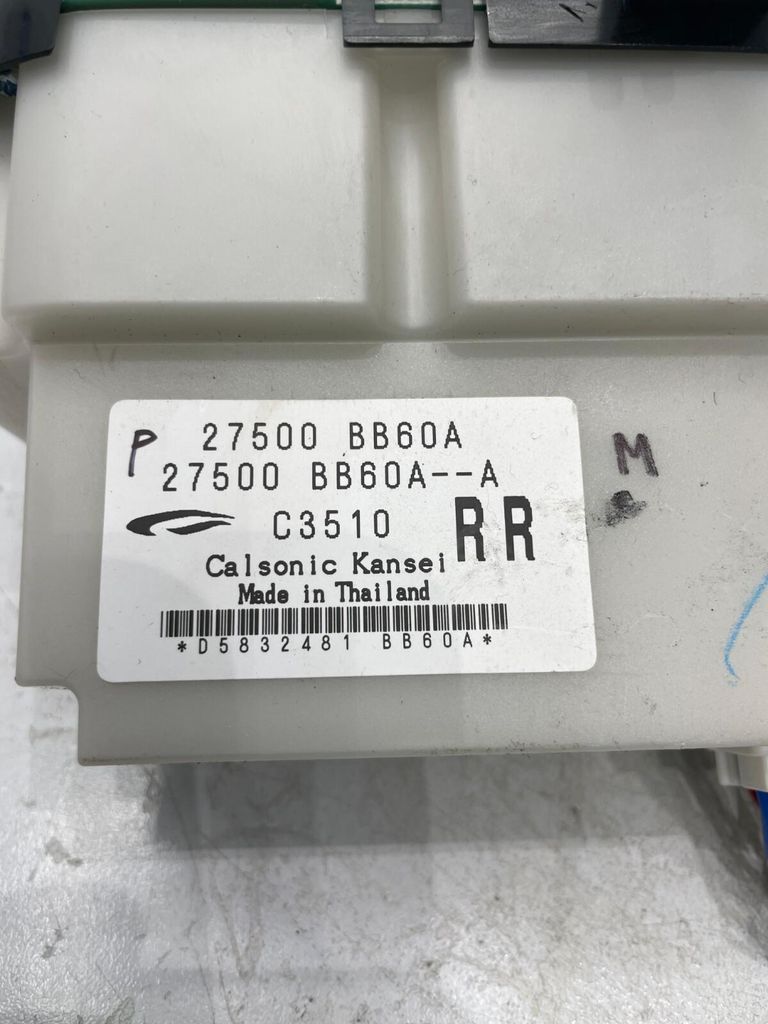 P 27500 BB60A
27500 BB60A--A
C3510 RR
Calsonic Kansei
Made in Thailand
*D5832481 BB60A*
M